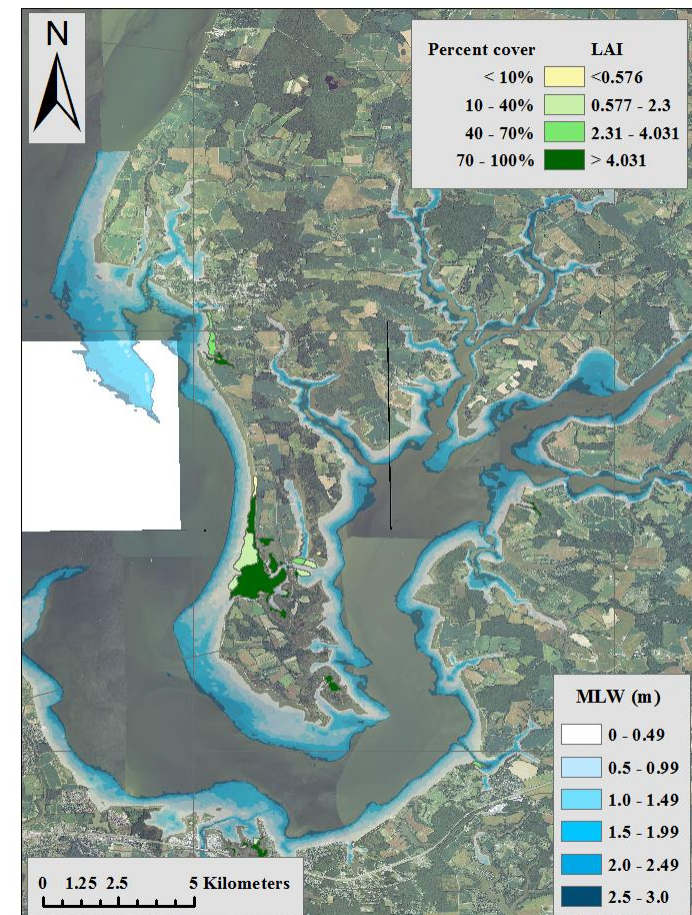 N
Percent cover LAI
< 10% <0.576
10 - 40% 0.577 - 2.3
40 - 70% 2.31 - 4.031
70 - 100% > 4.031
MLW (m)
0 - 0.49
0.5 - 0.99
1.0 - 1.49
1.5 - 1.99
2.0 - 2.49
2.5 - 3.0
0 1.25 2.5 5 Kilometers